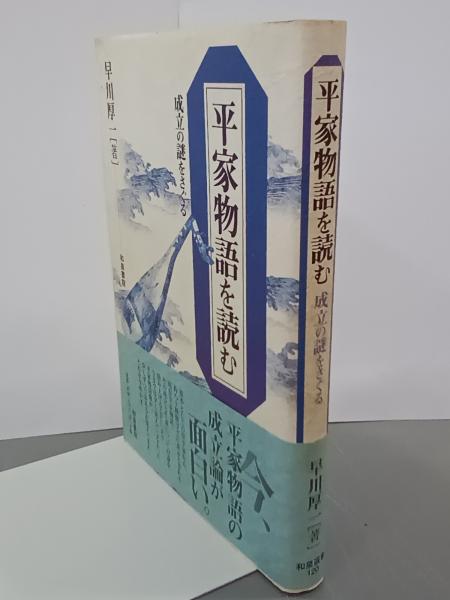 平家物語を読む
成立の謎をさぐる
早川厚一[著]
和泉書院
今、
平家物語の
成立論が
面白い。
平家物語を読む
成立の謎をさぐる
早川厚一[著]
和泉選書
120